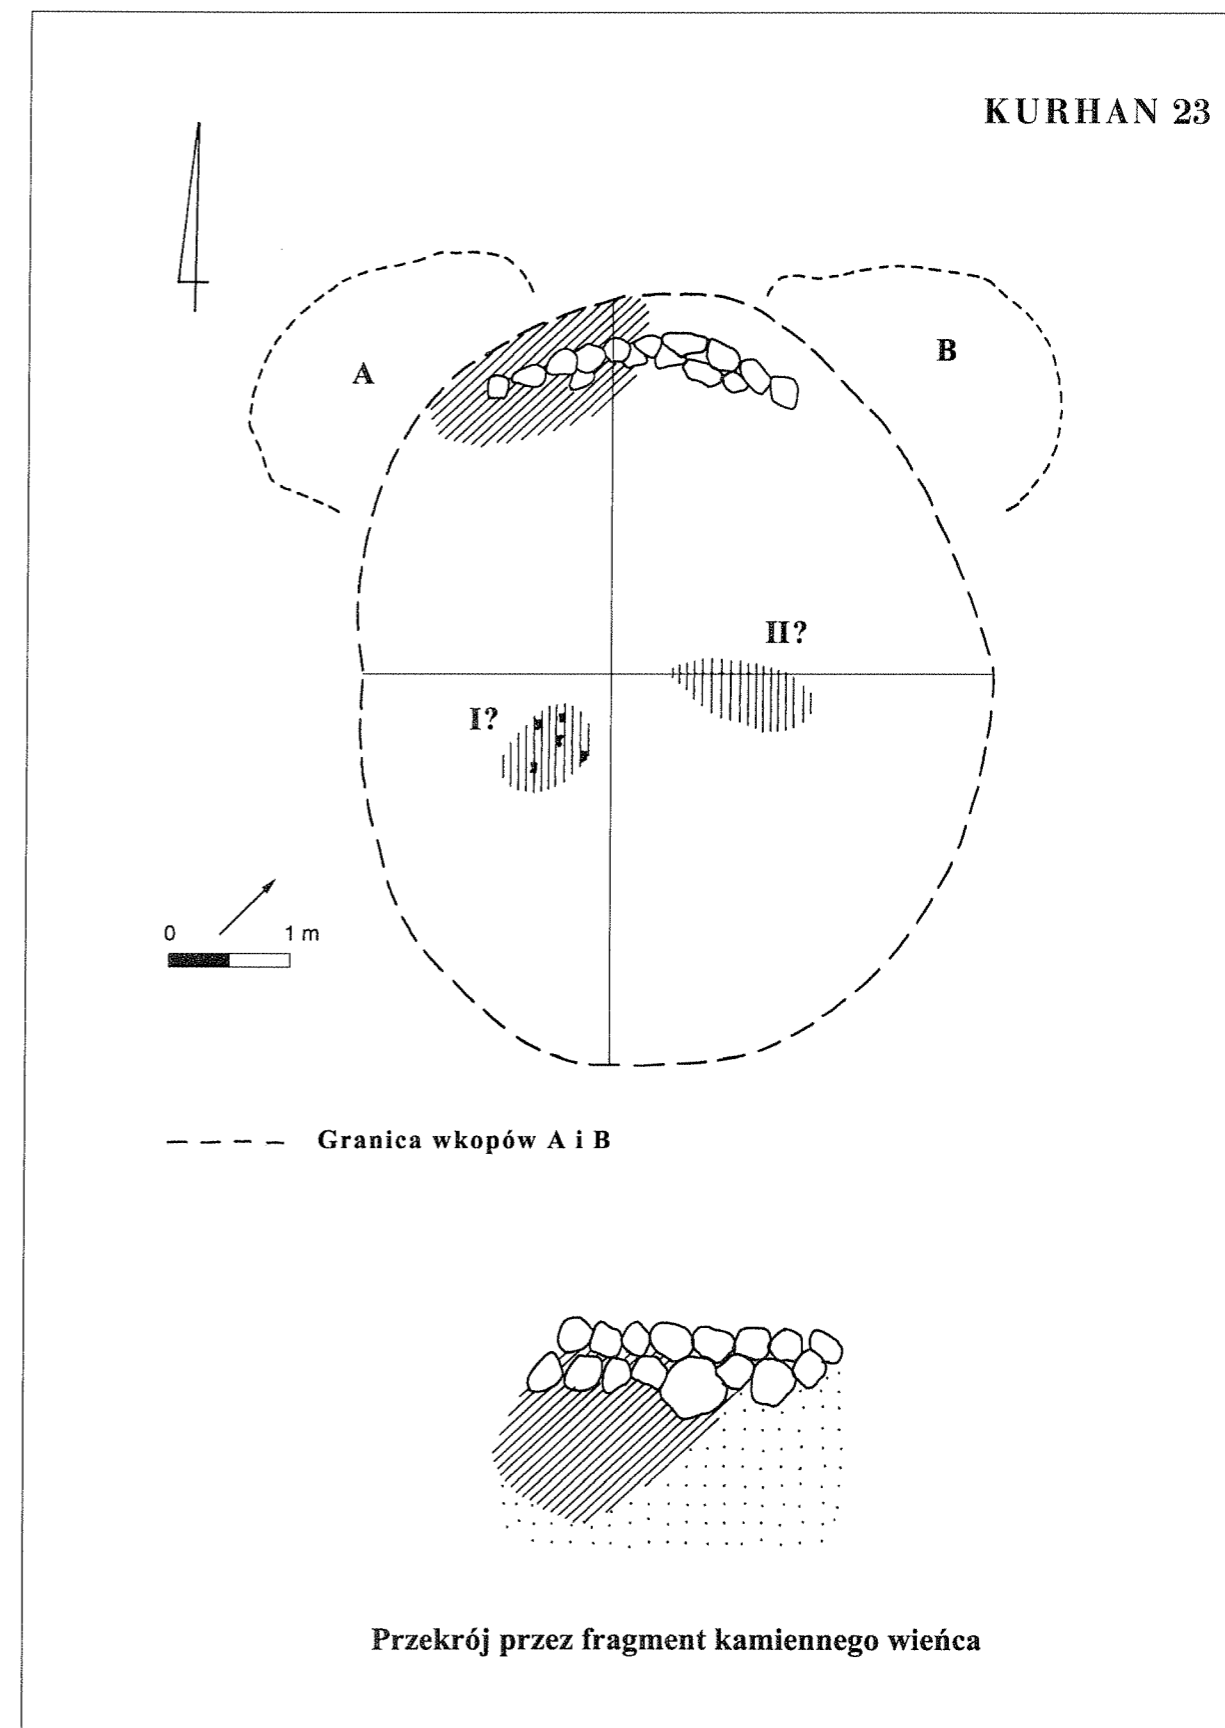 KURHAN 23
A
B
II?
I?
0 1 m
Granica wkopów A i B
Przekrój przez fragment kamiennego wieńca